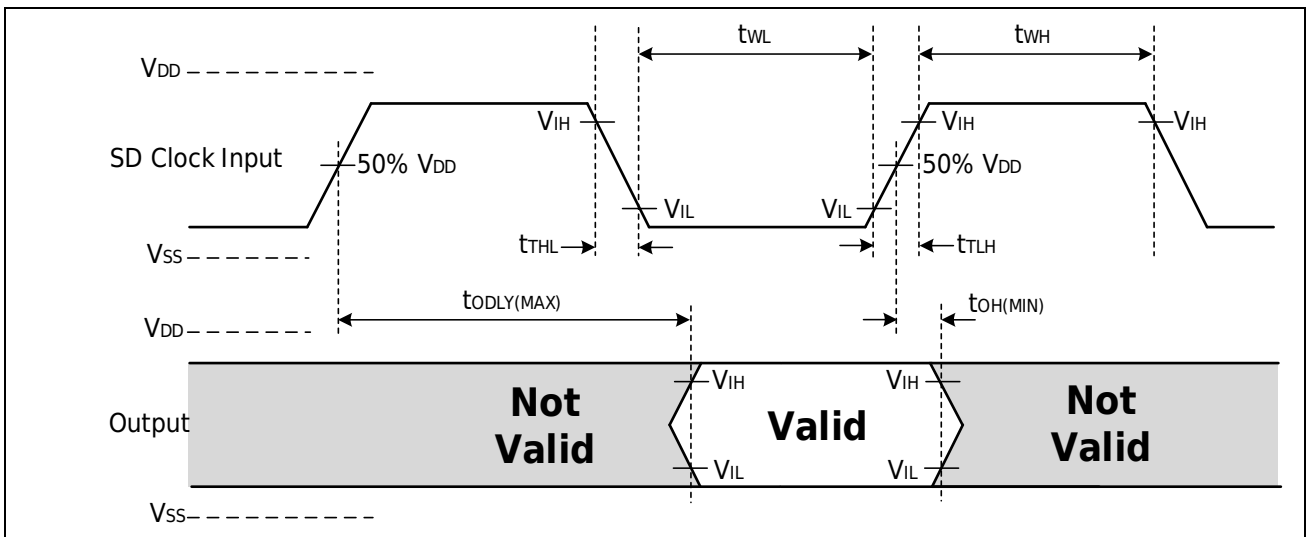 tWL
tWH
VDD
VIH
VIH
VIH
SD Clock Input
50% VDD
50% VDD
VIL
VIL
VSS
tTHL
tTLH
tODLY(MAX)
tOH(MIN)
VDD
VIH
VIH
Output
Not
Valid
Valid
Not
Valid
VIL
VIL
VSS